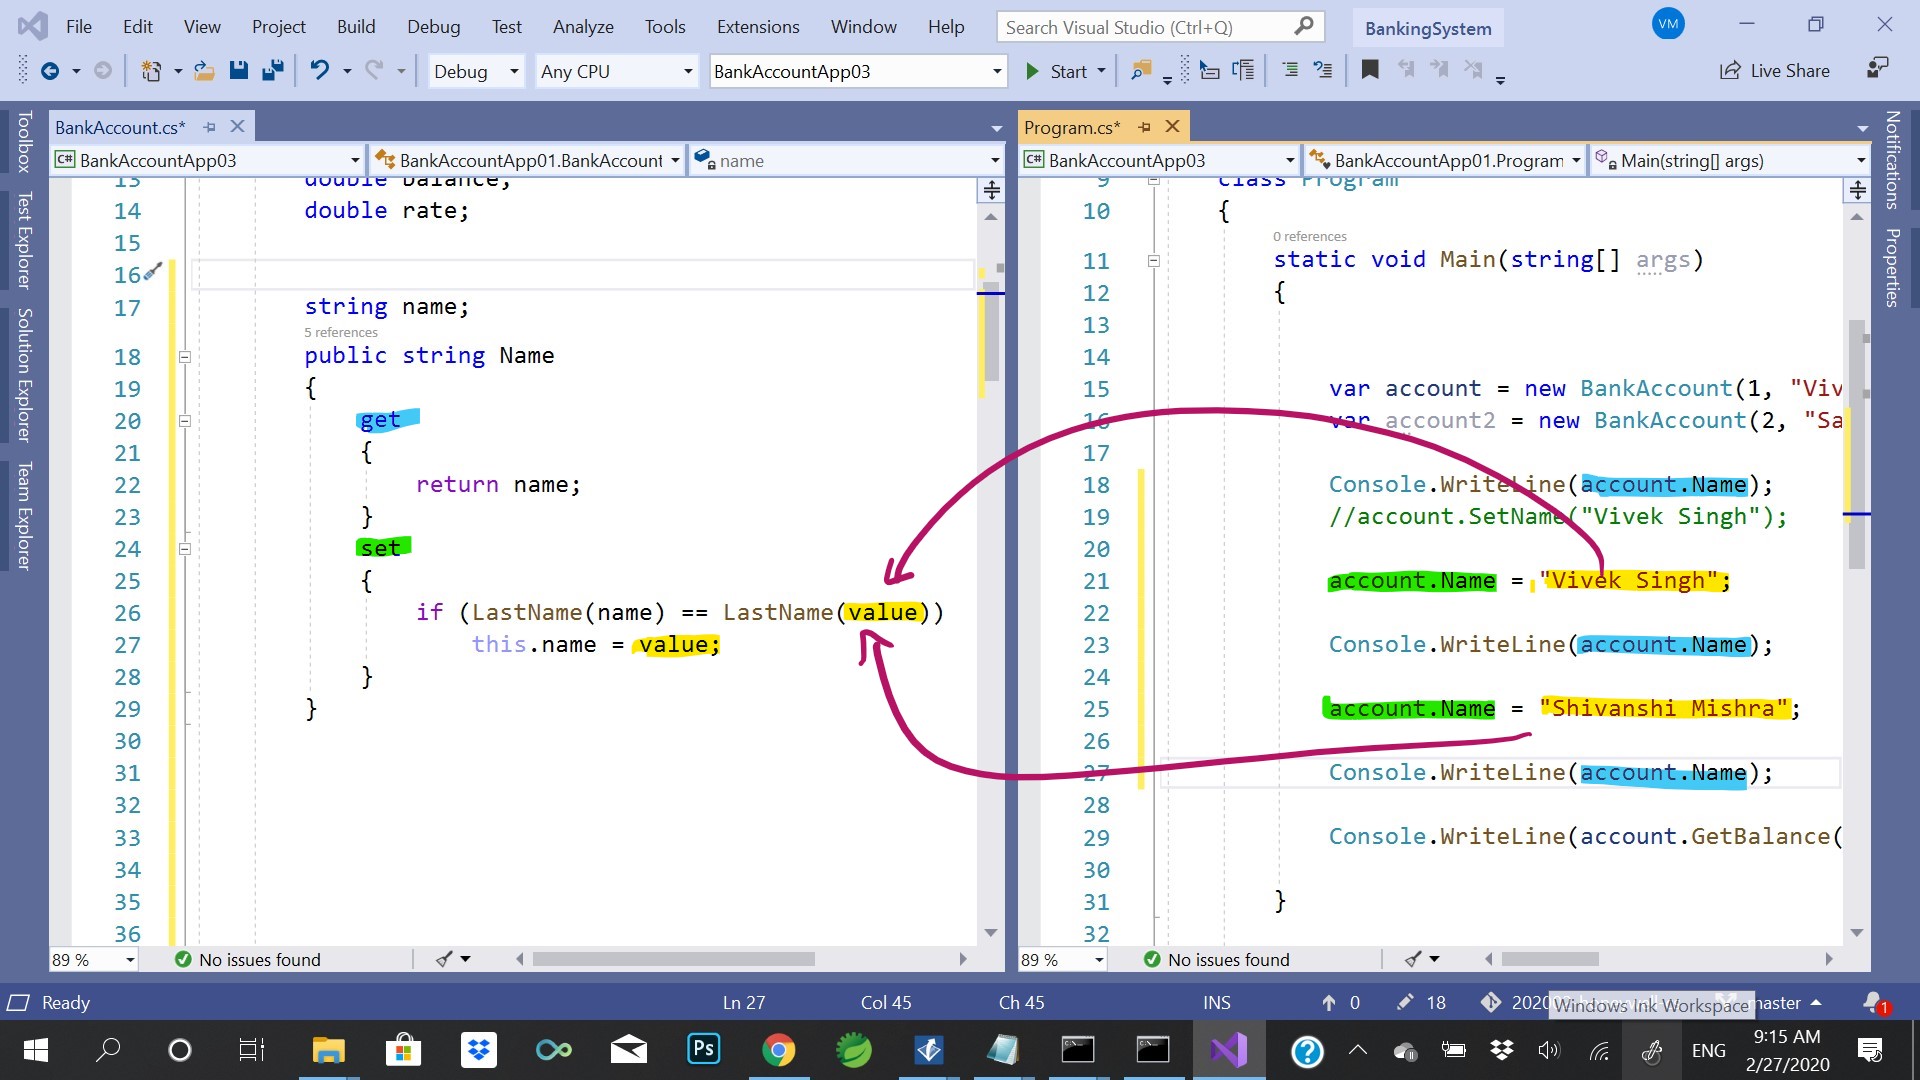 File Edit View Project Build Debug Test Analyze Tools Extensions Window Help Search Visual Studio (Ctrl+Q) BankingSystem VM
Debug Any CPU BankAccountApp03 Start Live Share
Toolbox
Test Explorer
Solution Explorer
Team Explorer
BankAccount.cs*
C# BankAccountApp03 BankAccountApp01.BankAccount name
13 double balance;
14 double rate;
15
16
17 string name;
5 references
18 public string Name
19 {
20 get
21 {
22 return name;
23 }
24 set
25 {
26 if (LastName(name) == LastName(value))
27 this.name = value;
28 }
29 }
30
31
32
33
34
35
36
89 % No issues found
Program.cs*
C# BankAccountApp03 BankAccountApp01.Program Main(string[] args)
9 class Program
10 {
0 references
11 static void Main(string[] args)
12 {
13
14
15 var account = new BankAccount(1, "Viv
16 var account2 = new BankAccount(2, "Sa
17
18 Console.WriteLine(account.Name);
19 //account.SetName("Vivek Singh");
20
21 account.Name = "Vivek Singh";
22
23 Console.WriteLine(account.Name);
24
25 account.Name = "Shivanshi Mishra";
26
27 Console.WriteLine(account.Name);
28
29 Console.WriteLine(account.GetBalance(
30
31 }
32
89 % No issues found
Notifications
Properties
Ready Ln 27 Col 45 Ch 45 INS 0 18 master 1
Windows Ink Workspace
Ps ENG 9:15 AM
2/27/2020